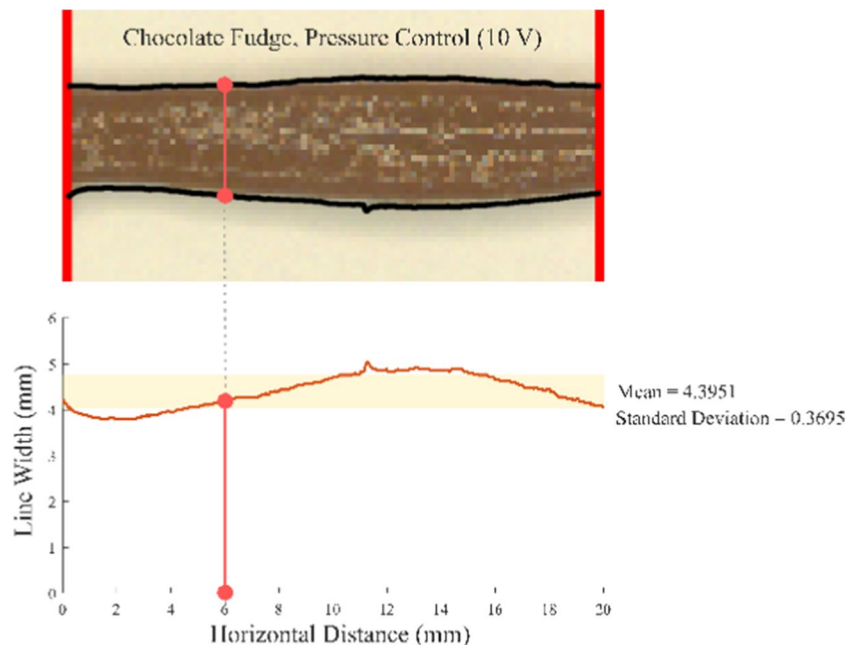 Chocolate Fudge, Pressure Control (10 V)
6
5
4
3
2
1
0
Line Width (mm)
Mean = 4.3951
Standard Deviation = 0.3695
0 2 4 6 8 10 12 14 16 18 20
Horizontal Distance (mm)